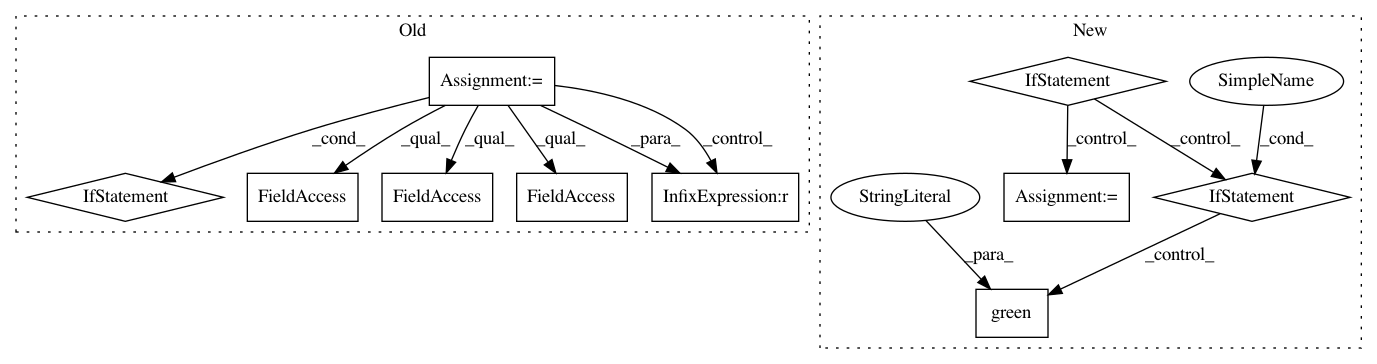 Old
New
Assignment:=
IfStatement
SimpleName
_cond_
_qual_
_qual_
_qual_
_para_
_control_
_control_
_control_
_cond_
IfStatement
FieldAccess
FieldAccess
FieldAccess
InfixExpression:r
StringLiteral
Assignment:=
IfStatement
_para_
_control_
green